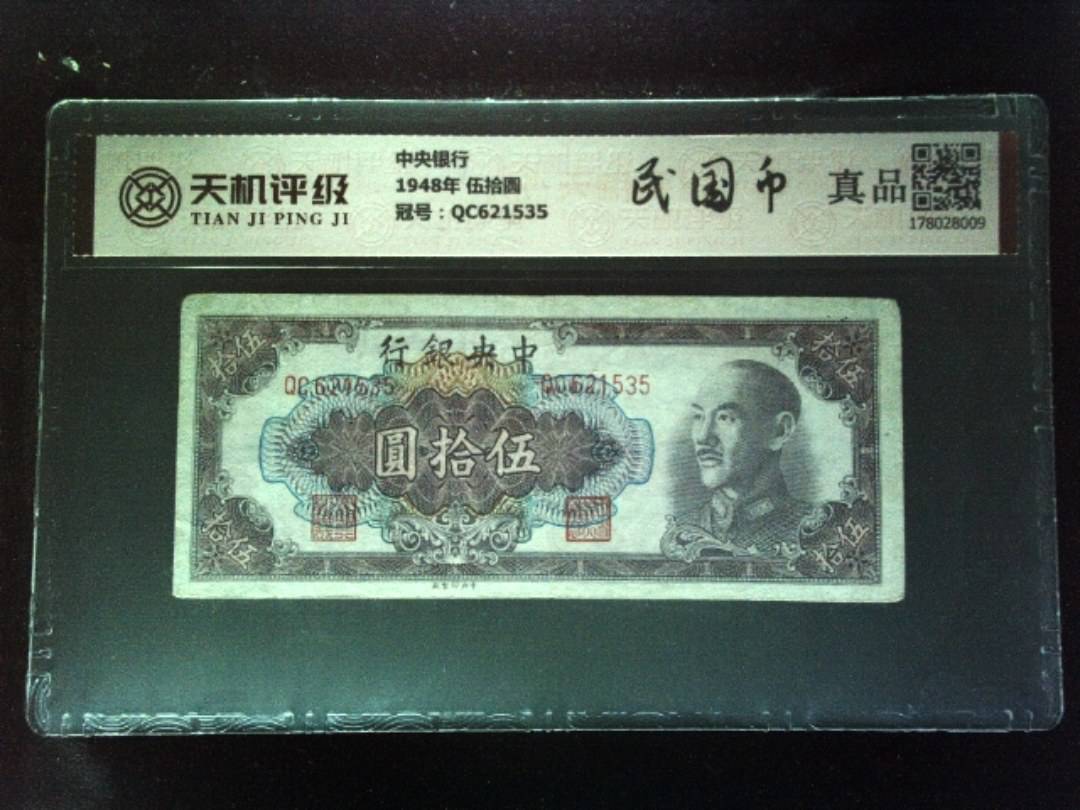 天机评级
TIAN JI PING JI
中央银行
1948年 伍拾圆
冠号：QC621535
民国币
真品
178028009
行銀央中
拾伍
拾伍
QC621535
QC621535
圓拾伍
拾伍
拾伍